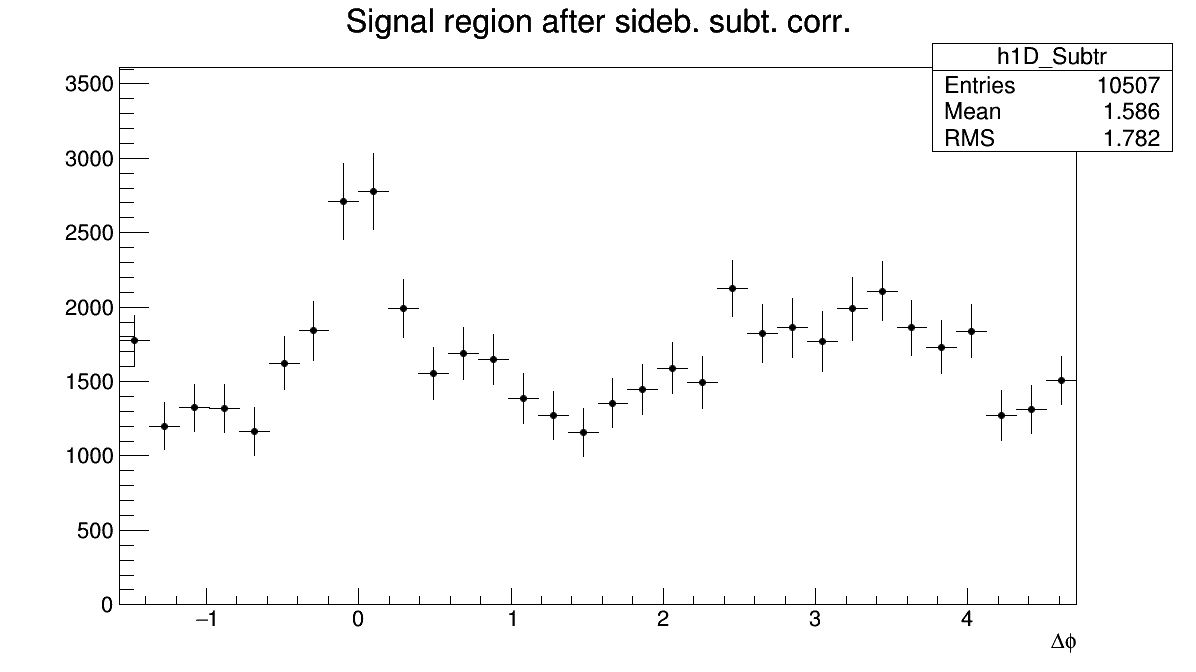 Signal region after sideb. subt. corr.
h1D_Subtr
Entries 10507
Mean 1.586
RMS 1.782
3500
3000
2500
2000
1500
1000
500
0
−1 0 1 2 3 4
Δϕ